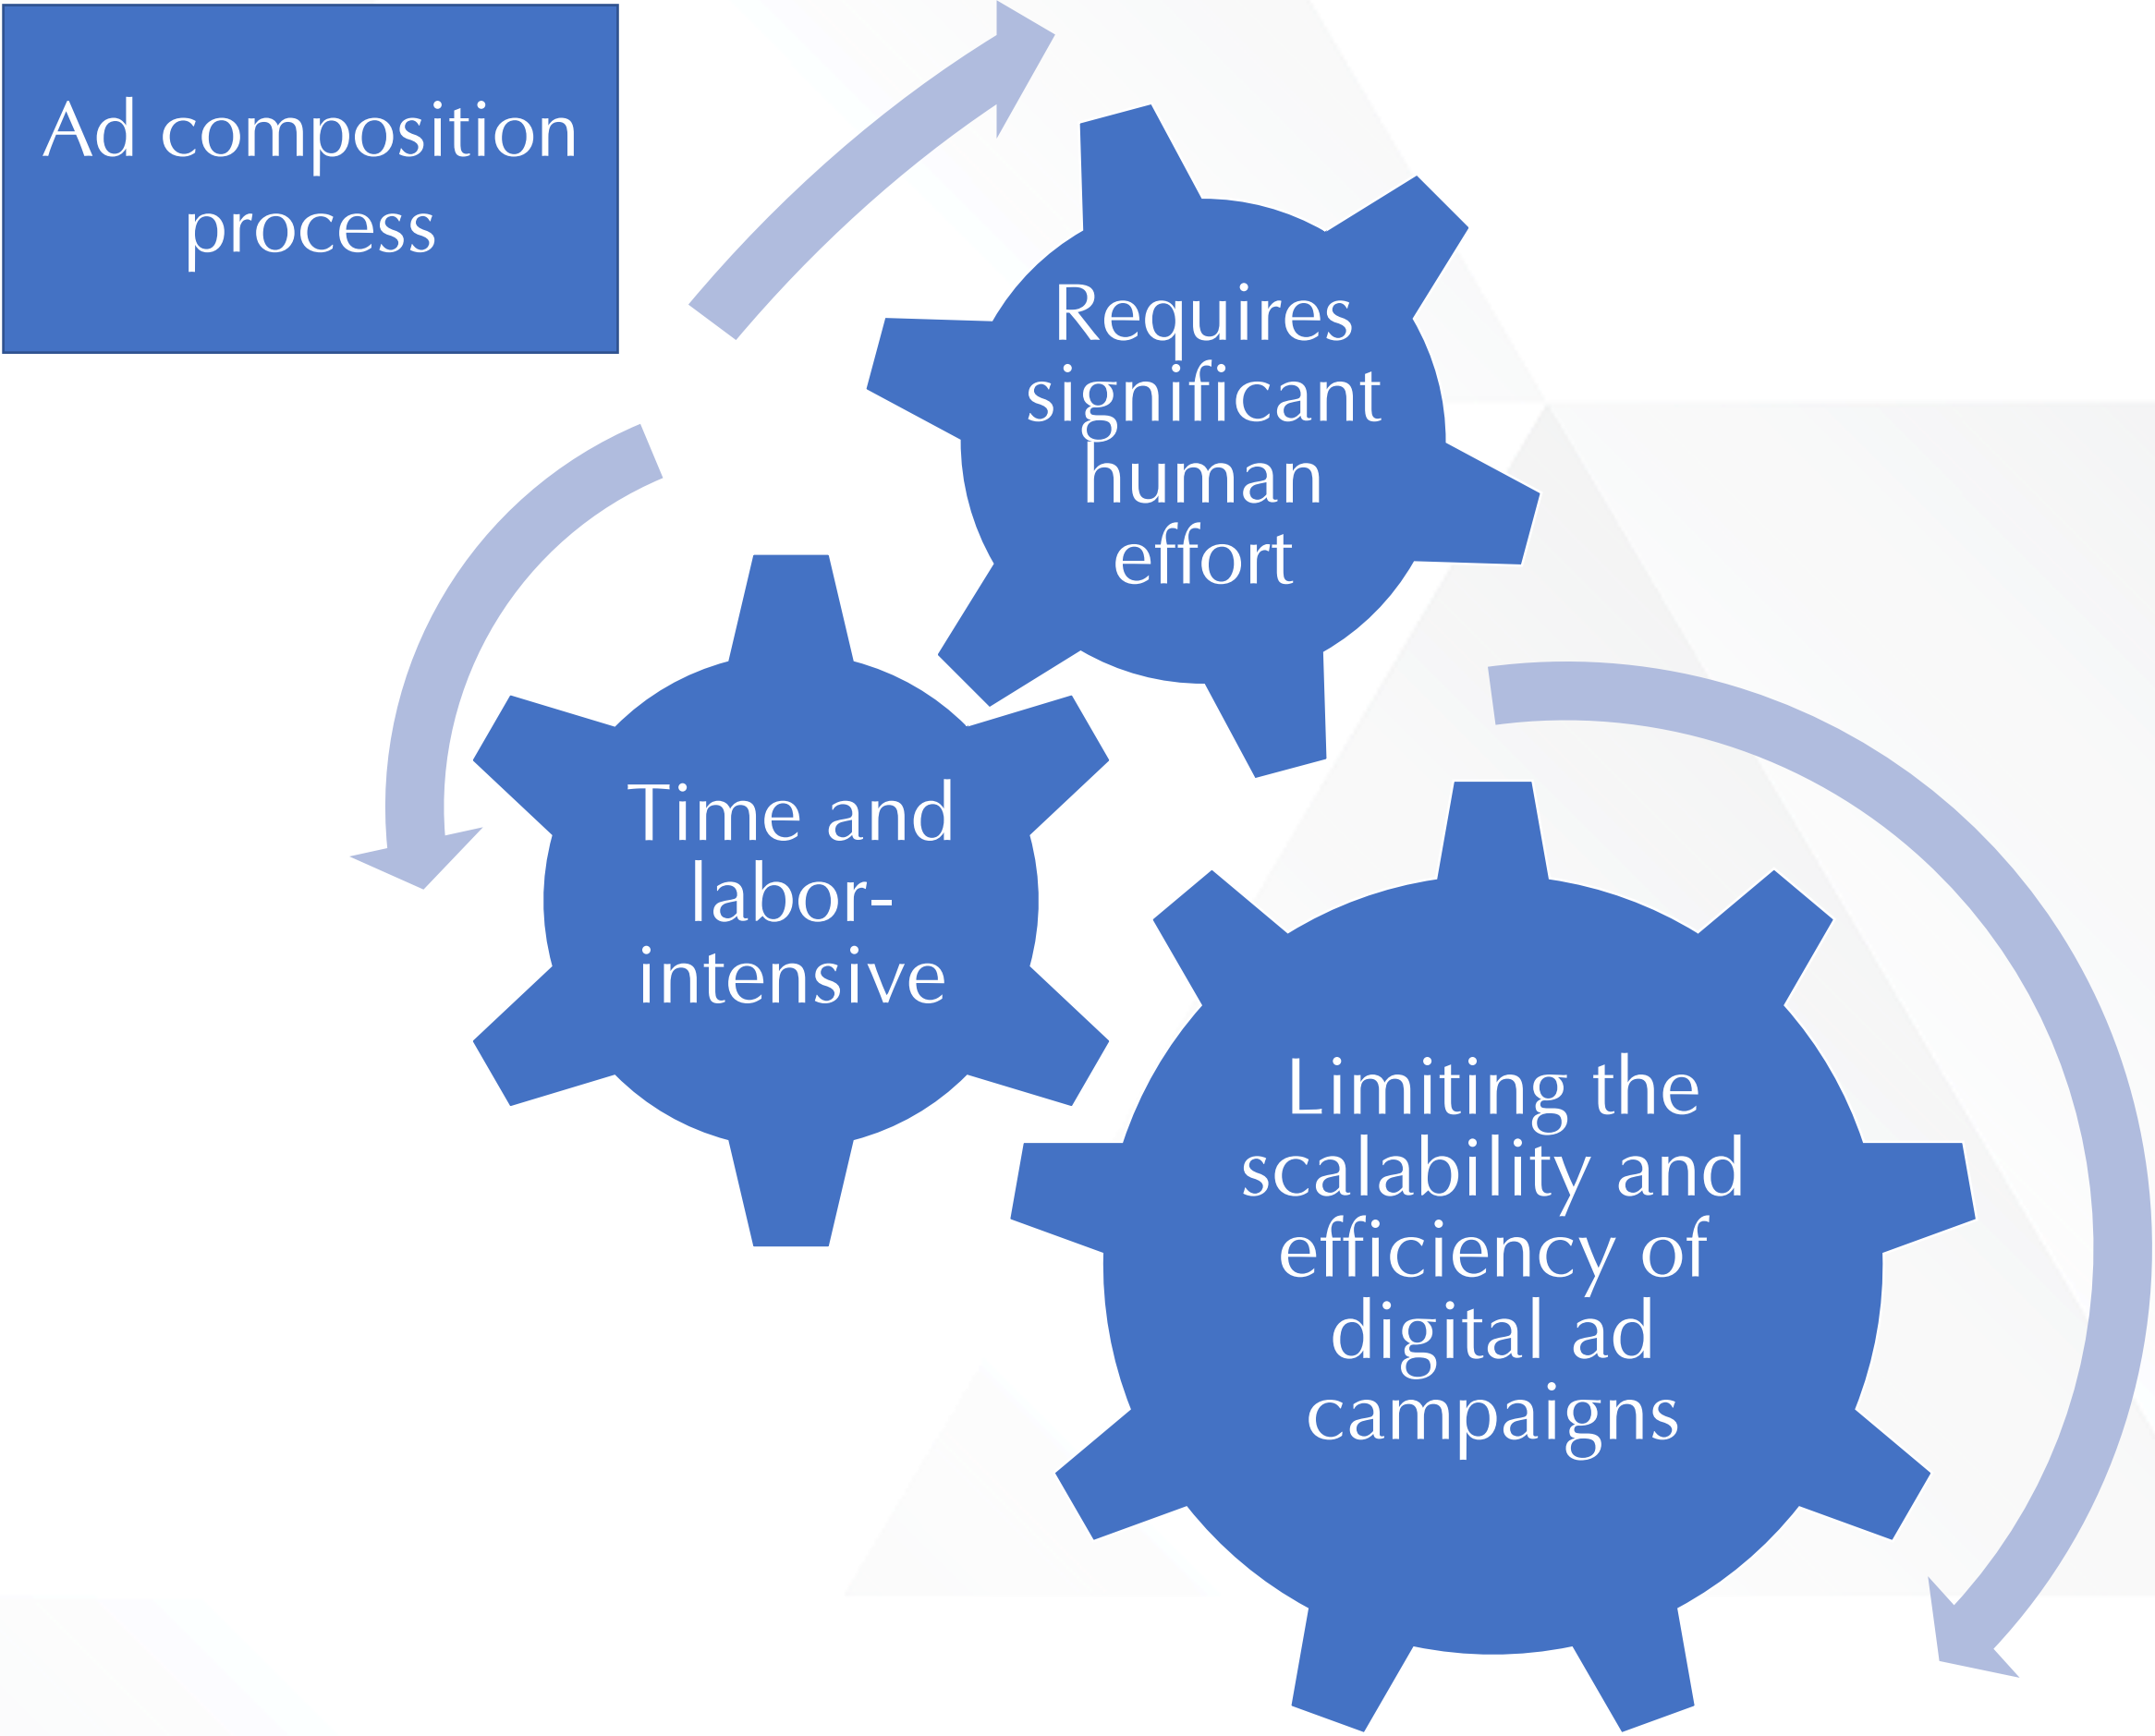 Ad composition
process
Requires
significant
human
effort
Time and
labor-
intensive
Limiting the
scalability and
efficiency of
digital ad
campaigns